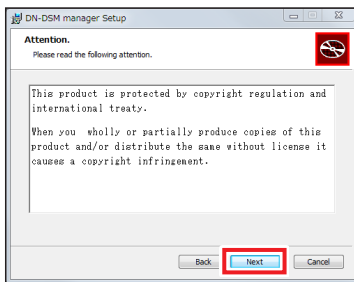 DN-DSM manager Setup
Attention.
Please read the following attention.
This product is protected by copyright regulation and
international treaty.
When you wholly or partially produce copies of this
product and/or distribute the same without license it
causes a copyright infringement.
Back Next Cancel